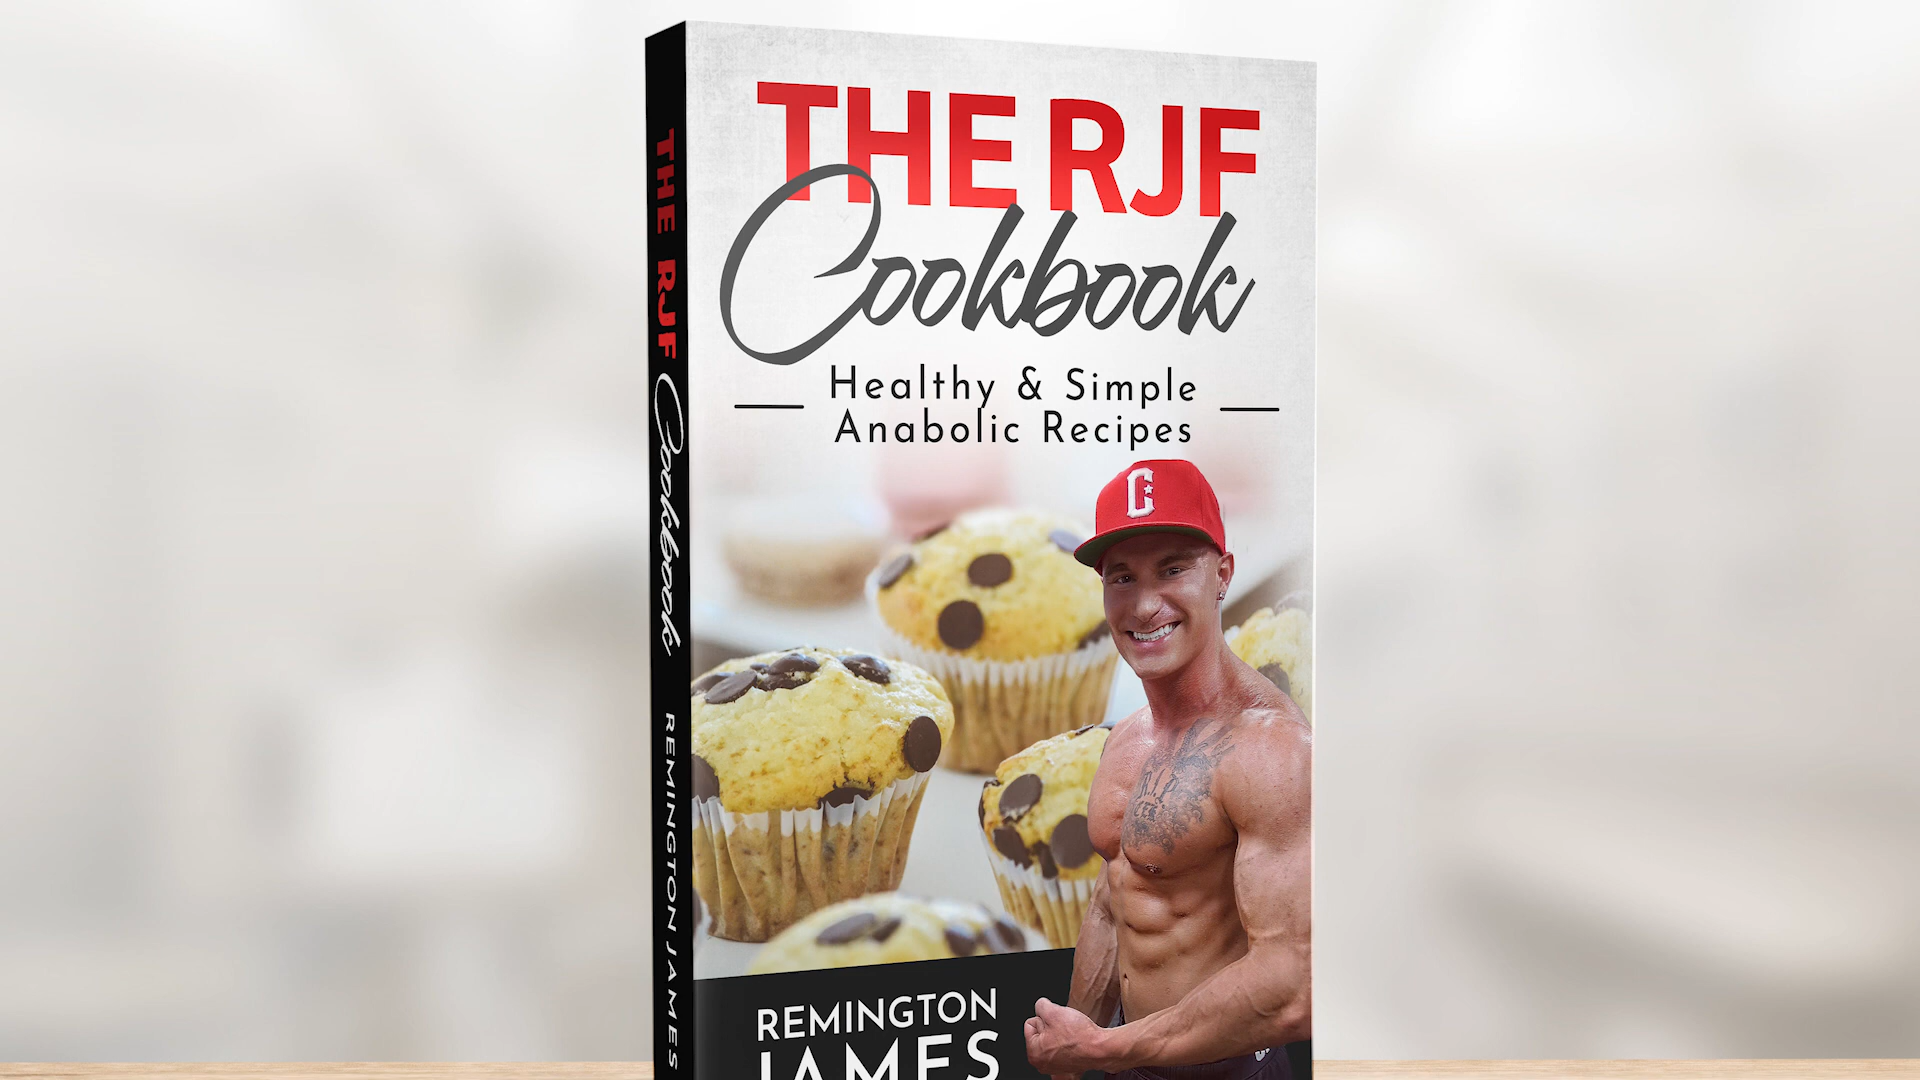 THE RJF
Cookbook
Healthy & Simple
Anabolic Recipes
C
R.I.P.
REMINGTON
JAMES
THE RJF Cookbook REMINGTON JAMES